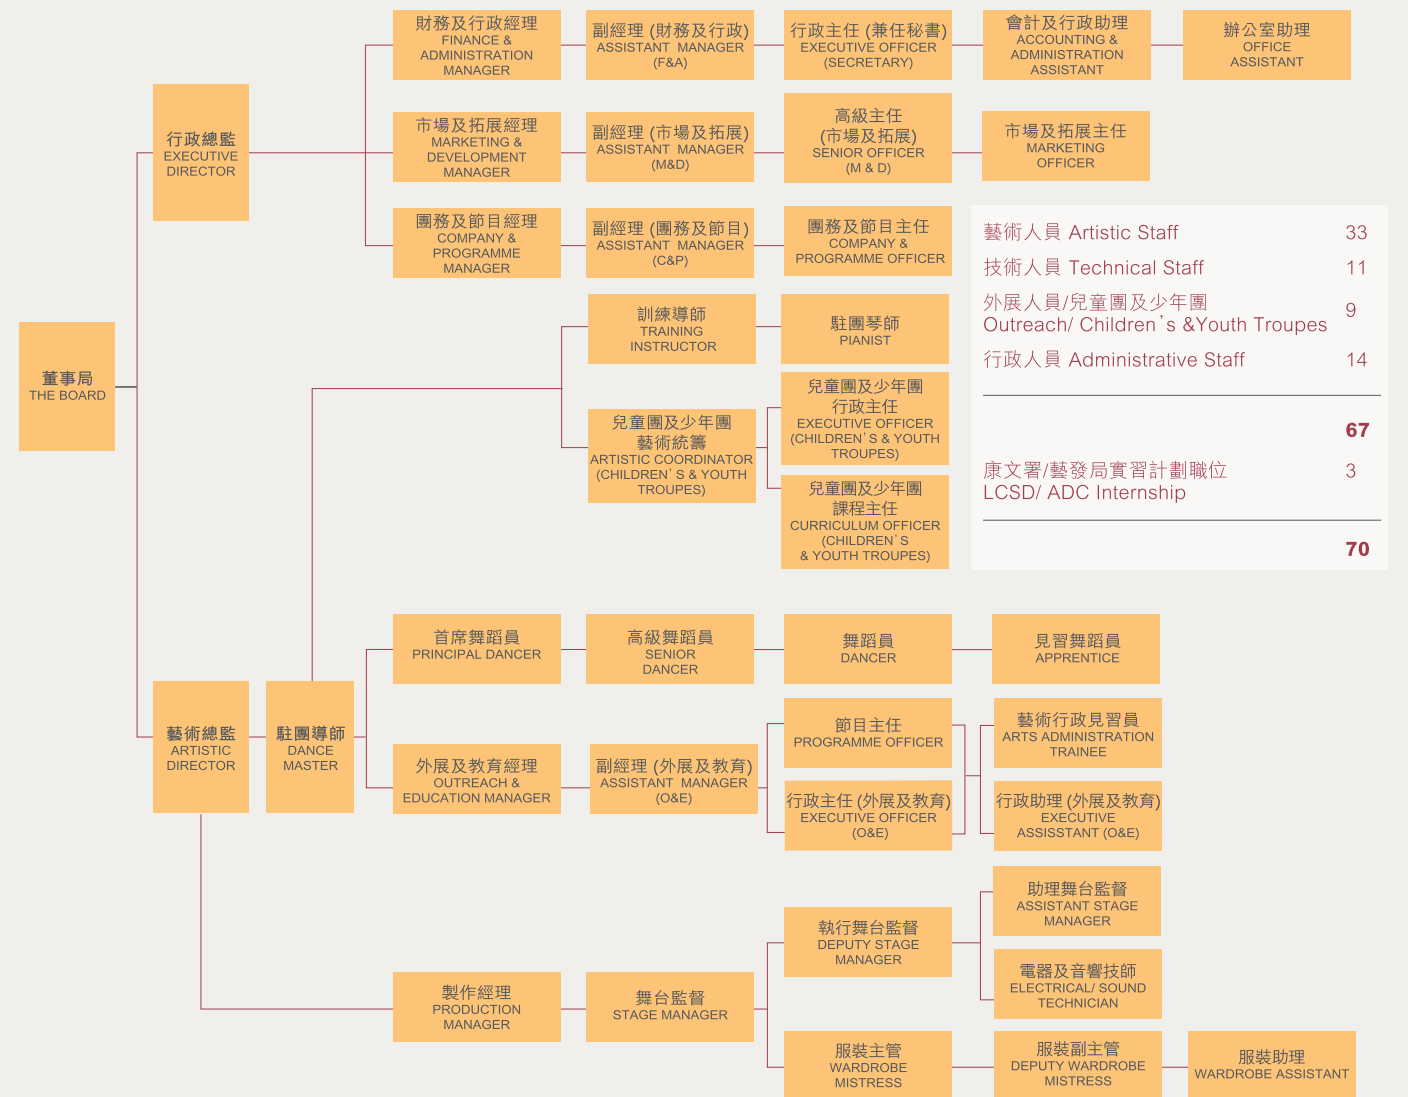 財務及行政經理
FINANCE &
ADMINISTRATION
MANAGER
副經理 (財務及行政)
ASSISTANT MANAGER
(F&A)
行政主任 (兼任秘書)
EXECUTIVE OFFICER
(SECRETARY)
會計及行政助理
ACCOUNTING &
ADMINISTRATION
ASSISTANT
辦公室助理
OFFICE
ASSISTANT
行政總監
EXECUTIVE
DIRECTOR
市場及拓展經理
MARKETING &
DEVELOPMENT
MANAGER
副經理 (市場及拓展)
ASSISTANT MANAGER
(M&D)
高級主任
(市場及拓展)
SENIOR OFFICER
(M & D)
市場及拓展主任
MARKETING
OFFICER
團務及節目經理
COMPANY &
PROGRAMME
MANAGER
副經理 (團務及節目)
ASSISTANT MANAGER
(C&P)
團務及節目主任
COMPANY &
PROGRAMME OFFICER
藝術人員 Artistic Staff 33
技術人員 Technical Staff 11
外展人員/兒童團及少年團
Outreach/ Children's &Youth Troupes 9
行政人員 Administrative Staff 14
67
康文署/藝發局實習計劃職位 3
LCSD/ ADC Internship
70
董事局
THE BOARD
訓練導師
TRAINING
INSTRUCTOR
駐團琴師
PIANIST
兒童團及少年團
藝術統籌
ARTISTIC COORDINATOR
(CHILDREN'S & YOUTH
TROUPES)
兒童團及少年團
行政主任
EXECUTIVE OFFICER
(CHILDREN'S & YOUTH
TROUPES)
兒童團及少年團
課程主任
CURRICULUM OFFICER
(CHILDREN'S
& YOUTH TROUPES)
藝術總監
ARTISTIC
DIRECTOR
駐團導師
DANCE
MASTER
首席舞蹈員
PRINCIPAL DANCER
高級舞蹈員
SENIOR
DANCER
舞蹈員
DANCER
見習舞蹈員
APPRENTICE
外展及教育經理
OUTREACH &
EDUCATION MANAGER
副經理 (外展及教育)
ASSISTANT MANAGER
(O&E)
節目主任
PROGRAMME OFFICER
行政主任 (外展及教育)
EXECUTIVE OFFICER
(O&E)
藝術行政見習員
ARTS ADMINISTRATION
TRAINEE
行政助理 (外展及教育)
EXECUTIVE
ASSISSTANT (O&E)
製作經理
PRODUCTION
MANAGER
舞台監督
STAGE MANAGER
執行舞台監督
DEPUTY STAGE
MANAGER
助理舞台監督
ASSISTANT STAGE
MANAGER
電器及音響技師
ELECTRICAL/ SOUND
TECHNICIAN
服裝主管
WARDROBE
MISTRESS
服裝副主管
DEPUTY WARDROBE
MISTRESS
服裝助理
WARDROBE ASSISTANT